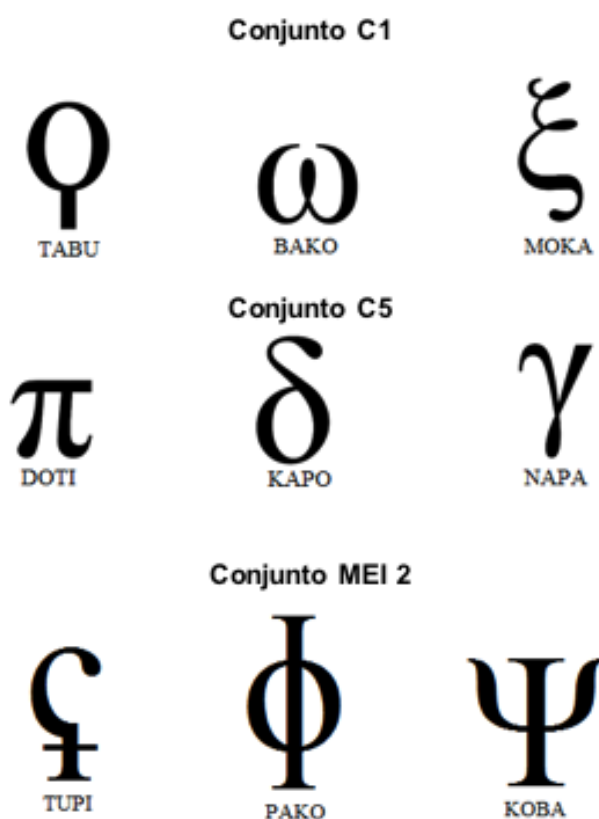 Conjunto C1
ϙ ω ξ
TABU BAKO MOKA
Conjunto C5
π δ γ
DOTI KAPO NAPA
Conjunto MEI 2
ϛ Φ Ψ
TUPI PAKO KOBA